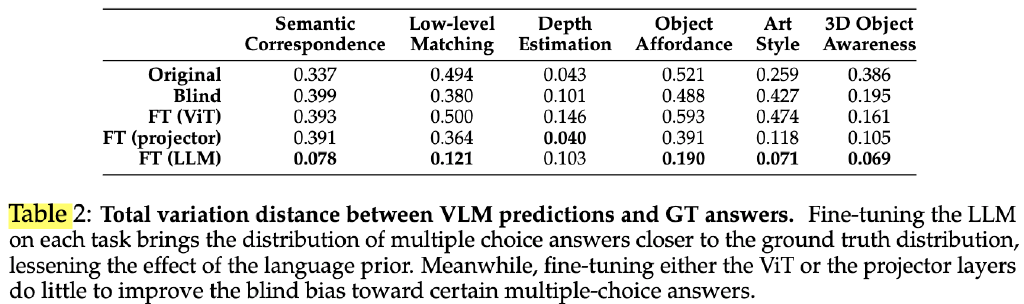 Semantic Low-level Depth Object Art 3D Object
Correspondence Matching Estimation Affordance Style Awareness
Original 0.337 0.494 0.043 0.521 0.259 0.386
Blind 0.399 0.380 0.101 0.488 0.427 0.195
FT (ViT) 0.393 0.500 0.146 0.593 0.474 0.161
FT (projector) 0.391 0.364 0.040 0.391 0.118 0.105
FT (LLM) 0.078 0.121 0.103 0.190 0.071 0.069
Table 2: Total variation distance between VLM predictions and GT answers. Fine-tuning the LLM
on each task brings the distribution of multiple choice answers closer to the ground truth distribution,
lessening the effect of the language prior. Meanwhile, fine-tuning either the ViT or the projector layers
do little to improve the blind bias toward certain multiple-choice answers.